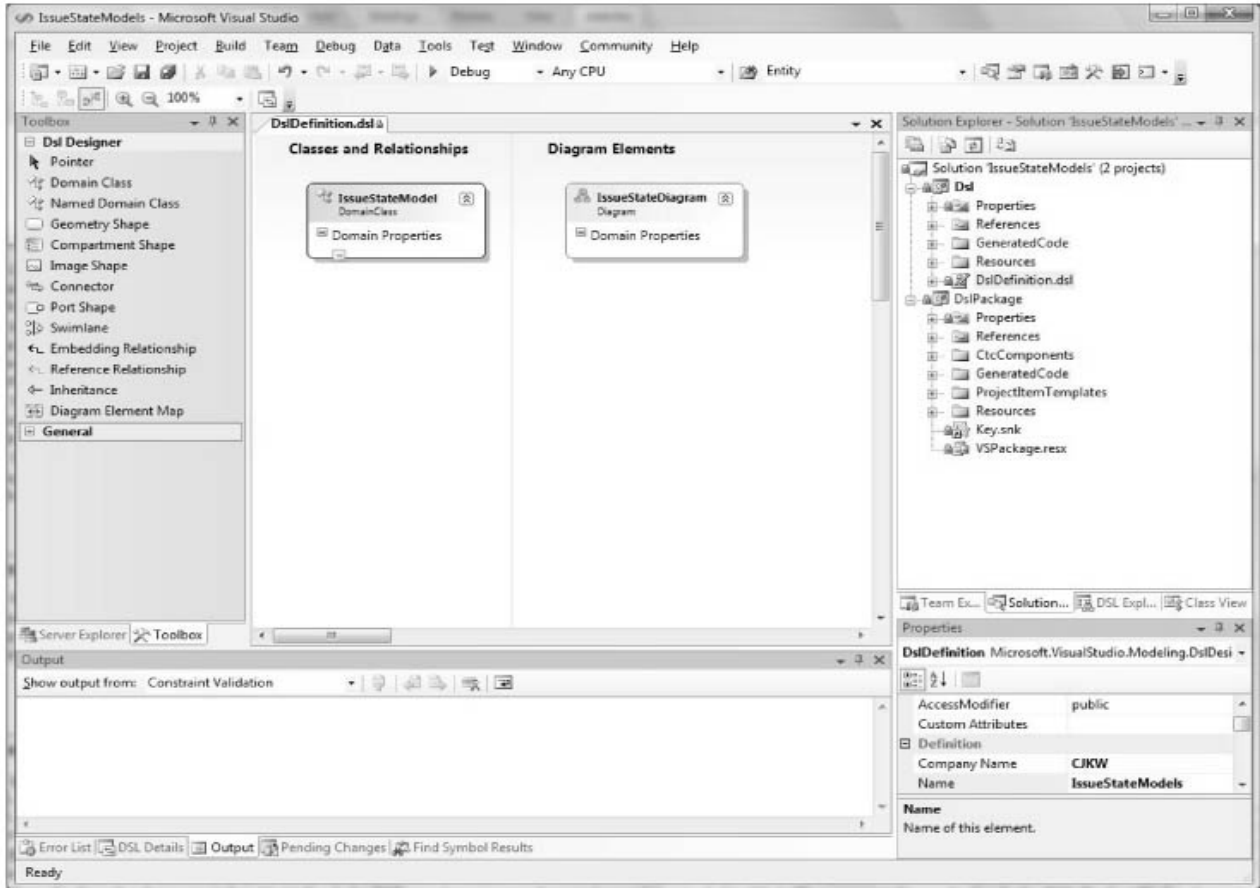 IssueStateModels - Microsoft Visual Studio
File Edit View Project Build Team Debug Data Tools Test Window Community Help
Debug Any CPU Entity
100%
Toolbox
Dsl Designer
Pointer
Domain Class
Named Domain Class
Geometry Shape
Compartment Shape
Image Shape
Connector
Port Shape
Swimlane
Embedding Relationship
Reference Relationship
Inheritance
Diagram Element Map
General
Server Explorer Toolbox
DslDefinition.dsl
Classes and Relationships Diagram Elements
IssueStateModel
DomainClass
Domain Properties
IssueStateDiagram
Diagram
Domain Properties
Solution Explorer - Solution 'IssueStateModels' ...
Solution 'IssueStateModels' (2 projects)
Dsl
Properties
References
GeneratedCode
Resources
DslDefinition.dsl
DslPackage
Properties
References
CtcComponents
GeneratedCode
ProjectItemTemplates
Resources
Key.snk
VSPackage.resx
Team Ex... Solution... DSL Expl... Class View
Properties
DslDefinition Microsoft.VisualStudio.Modeling.DslDesi
AccessModifier public
Custom Attributes
Definition
Company Name CJKW
Name IssueStateModels
Name
Name of this element.
Output
Show output from: Constraint Validation
Error List DSL Details Output Pending Changes Find Symbol Results
Ready